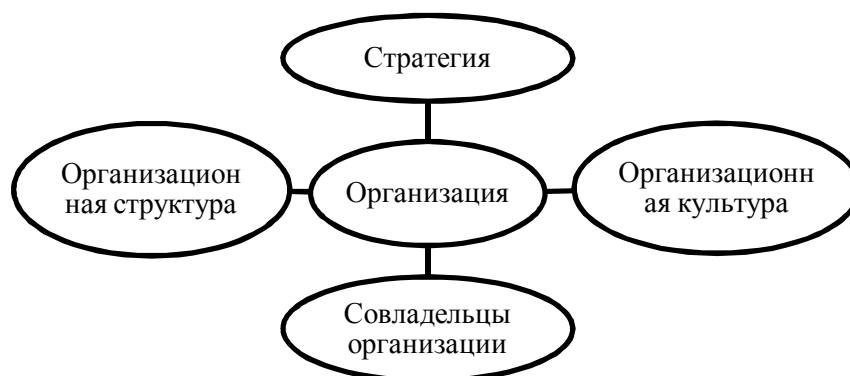 Стратегия
Организацион
ная структура
Организация
Организационн
ая культура
Совладельцы
организации